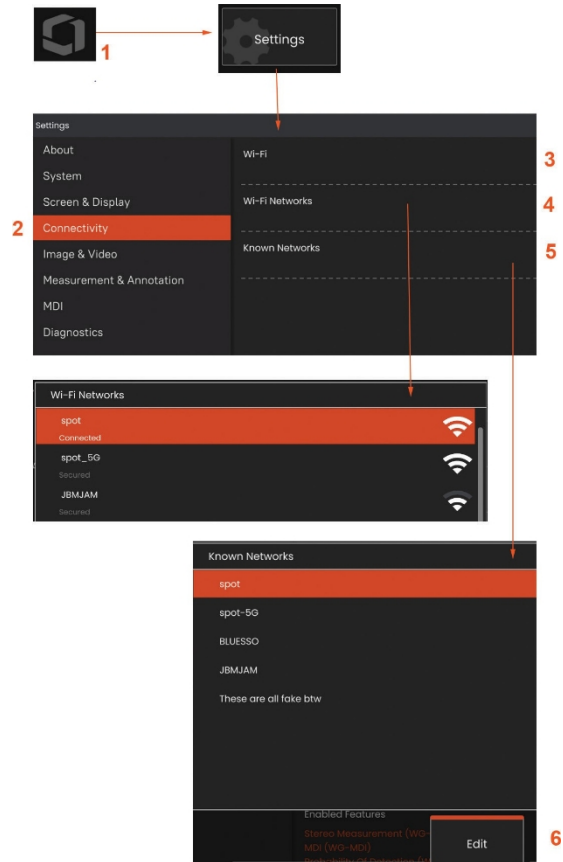 1
Settings
Settings
About
System
Screen & Display
2 Connectivity
Image & Video
Measurement & Annotation
MDI
Diagnostics
Wi-Fi 3
Wi-Fi Networks 4
Known Networks 5
Wi-Fi Networks
spot
Connected
spot_5G
Secured
JBMJAM
Secured
Known Networks
spot
spot-5G
BLUESSO
JBMJAM
These are all fake btw
Enabled Features
Stereo Measurement (WG-
MDI (WG-MDI)
Edit 6